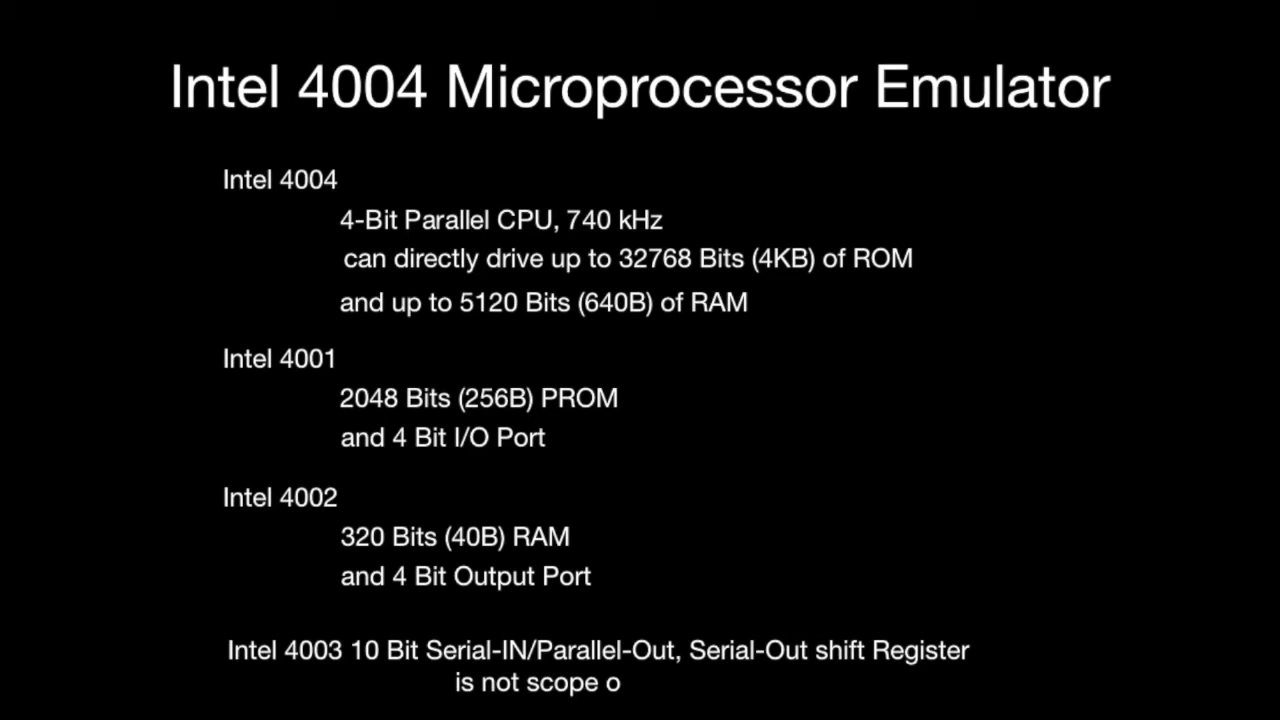 Intel 4004 Microprocessor Emulator
Intel 4004
4-Bit Parallel CPU, 740 kHz
can directly drive up to 32768 Bits (4KB) of ROM
and up to 5120 Bits (640B) of RAM
Intel 4001
2048 Bits (256B) PROM
and 4 Bit I/O Port
Intel 4002
320 Bits (40B) RAM
and 4 Bit Output Port
Intel 4003 10 Bit Serial-IN/Parallel-Out, Serial-Out shift Register
is not scope o